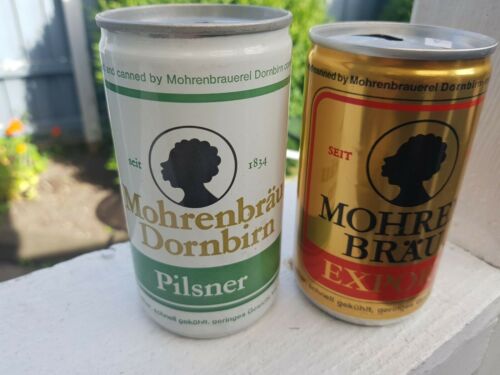 and canned by Mohrenbrauerei Dornbirn
seit 1834
Mohrenbräu
Dornbirn
Pilsner
schnell gekühlt, geringes
canned by Mohrenbrauerei Dornbirn
SEIT
MOHRE
BRÄU
EXPO
schnell gekühlt, geringes